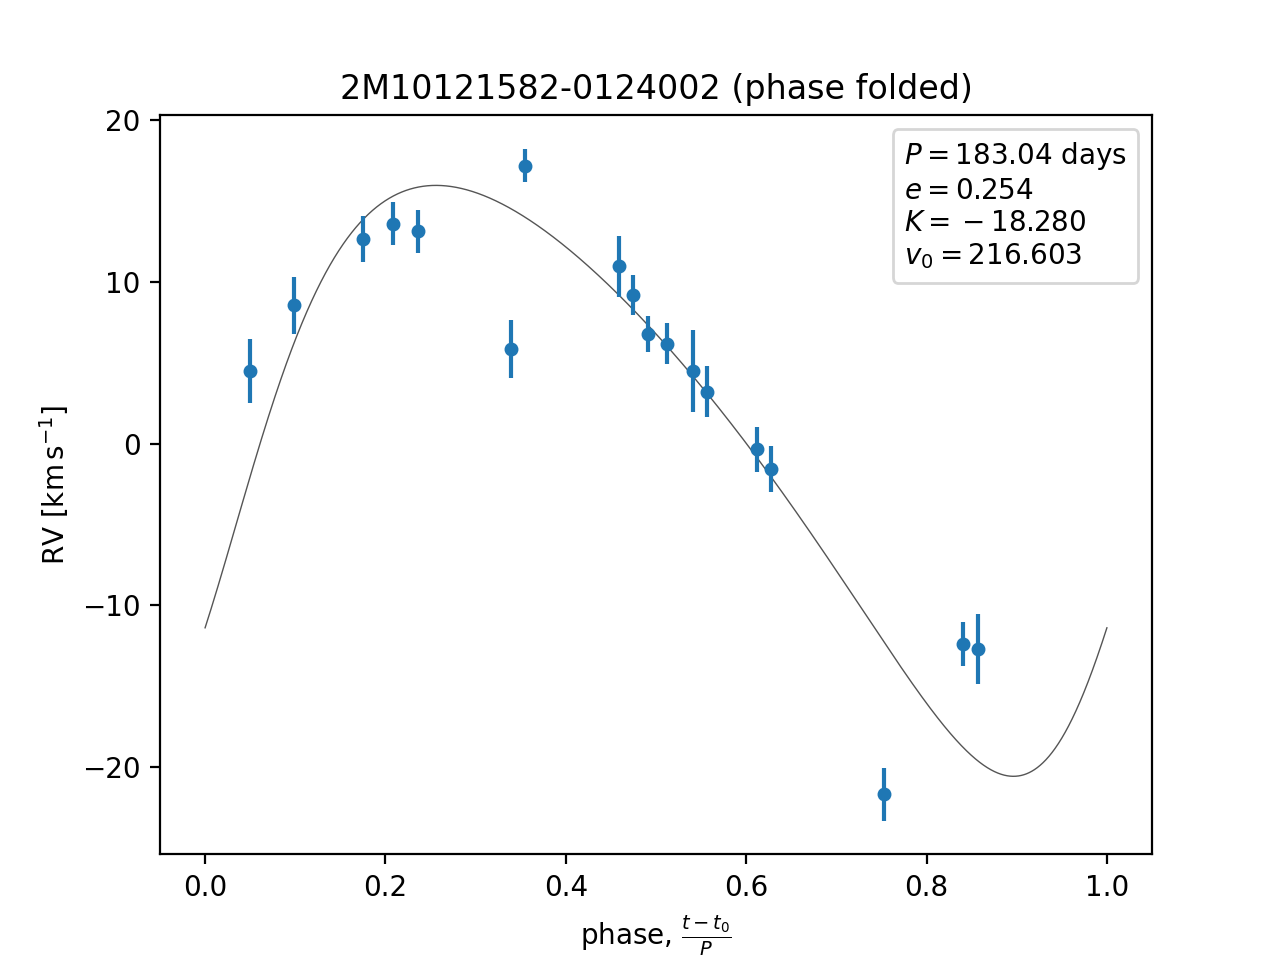 2M10121582-0124002 (phase folded)
P = 183.04 days
e = 0.254
K = −18.280
v₀ = 216.603
20
10
0
−10
−20
RV [km s⁻¹]
0.0 0.2 0.4 0.6 0.8 1.0
phase, (t − t₀)/P